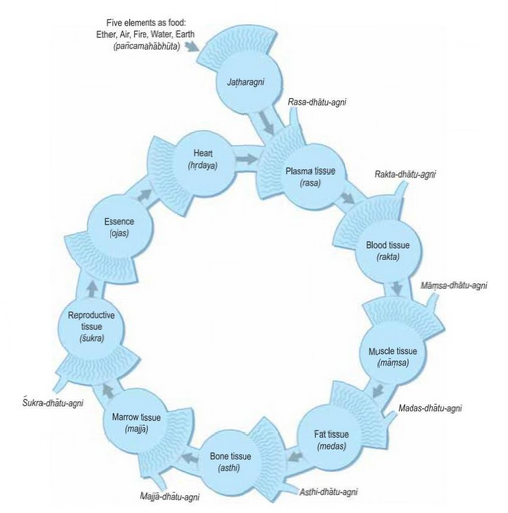 Five elements as food:
Ether, Air, Fire, Water, Earth
(pañcamahābhūta)
Jaṭharagni
Rasa-dhātu-agni
Heart
(hṛdaya)
Plasma tissue
(rasa)
Rakta-dhātu-agni
Essence
(ojas)
Blood tissue
(rakta)
Māṃsa-dhātu-agni
Reproductive
tissue
(śukra)
Muscle tissue
(māṃsa)
Śukra-dhātu-agni
Madas-dhātu-agni
Marrow tissue
(majjā)
Fat tissue
(medas)
Bone tissue
(asthi)
Majjā-dhātu-agni
Asthi-dhātu-agni